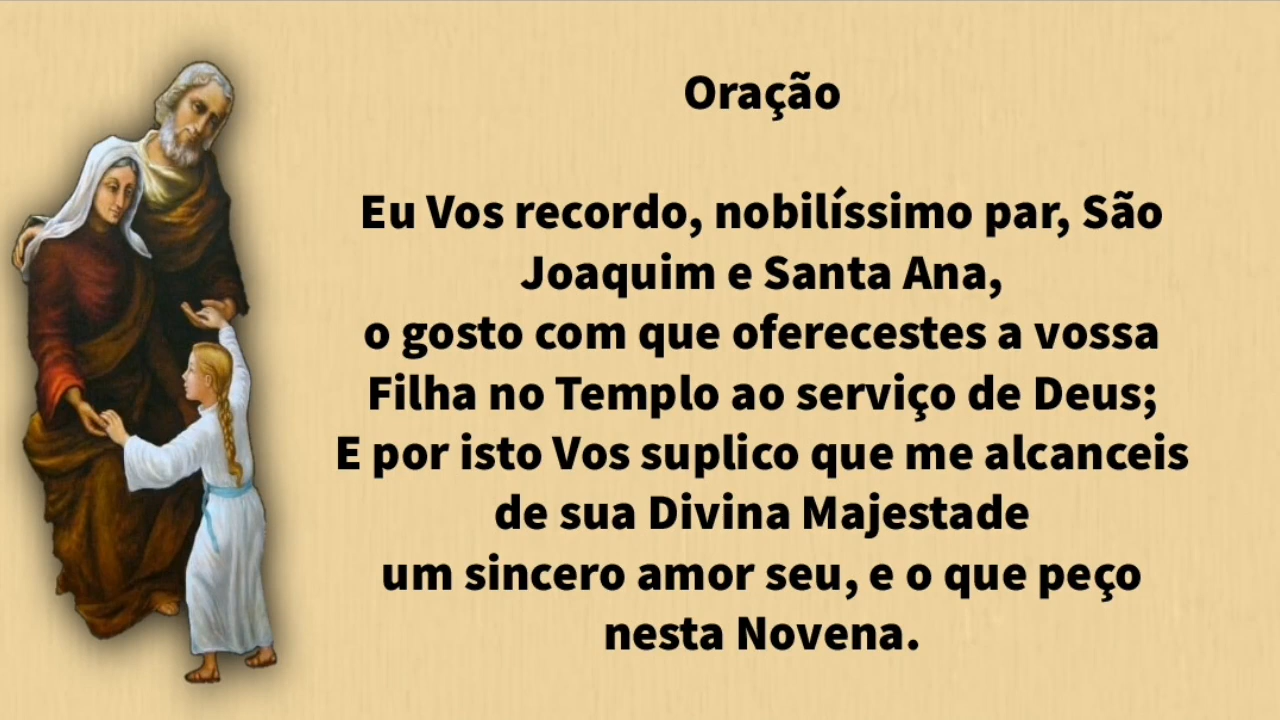 Oração
Eu Vos recordo, nobilíssimo par, São
Joaquim e Santa Ana,
o gosto com que oferecestes a vossa
Filha no Templo ao serviço de Deus;
E por isto Vos suplico que me alcanceis
de sua Divina Majestade
um sincero amor seu, e o que peço
nesta Novena.